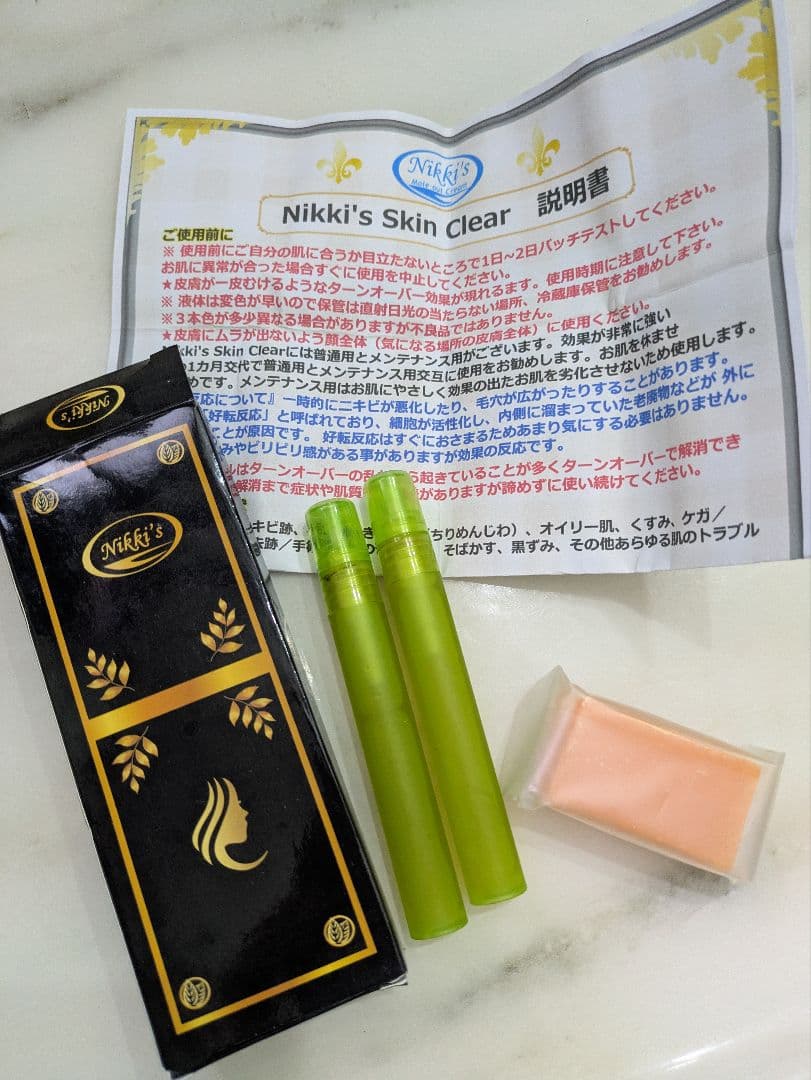 Nikki's
Mole-out Cream
Nikki's Skin Clear 説明書
ご使用前に
※ 使用前にご自分の肌に合うか目立たないところで1日~2日パッチテストしてください。
お肌に異常が合った場合すぐに使用を中止してください。
★皮膚が一皮むけるようなターンオーバー効果が現れるます。使用時期に注意して下さい。
※ 液体は変色が早いので保管は直射日光の当たらない場所、冷蔵庫保管をお勧めします。
※３本色が多少異なる場合がありますが不良品ではありません。
★皮膚にムラが出ないよう顔全体（気になる場所の皮膚全体）に使用ください。
kki's Skin Clearには普通用とメンテナンス用がございます。効果が非常に強い
1カ月交代で普通用とメンテナンス用交互に使用をお勧めします。お肌を休ませ
めです。メンテナンス用はお肌にやさしく効果の出たお肌を劣化させないため使用します。
応について』一時的にニキビが悪化したり、毛穴が広がったりすることがあります。
好転反応」と呼ばれており、細胞が活性化し、内側に溜まっていた老廃物などが 外に
ことが原因です。 好転反応はすぐにおさまるためあまり気にする必要はありません。
みやピリピリ感がある事がありますが効果の反応です。
ルはターンオーバーの乱 ら起きていることが多くターンオーバーで解消でき
解消まで症状や肌質 がありますが諦めずに使い続けてください。
キビ跡、 き ちりめんじわ）、オイリー肌、くすみ、ケガ／
跡／手 の そばかす、黒ずみ、その他あらゆる肌のトラブル
Nikki's
Nikki's